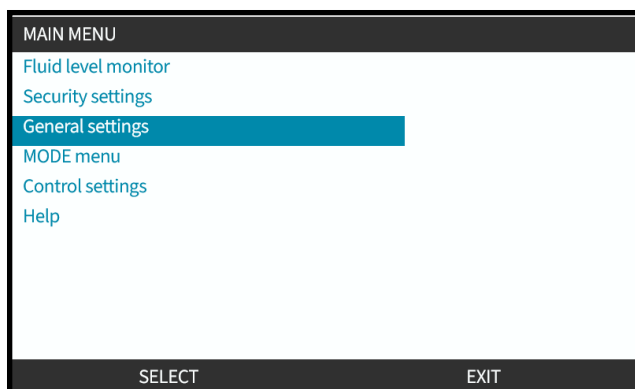 MAIN MENU
Fluid level monitor
Security settings
General settings
MODE menu
Control settings
Help
SELECT EXIT